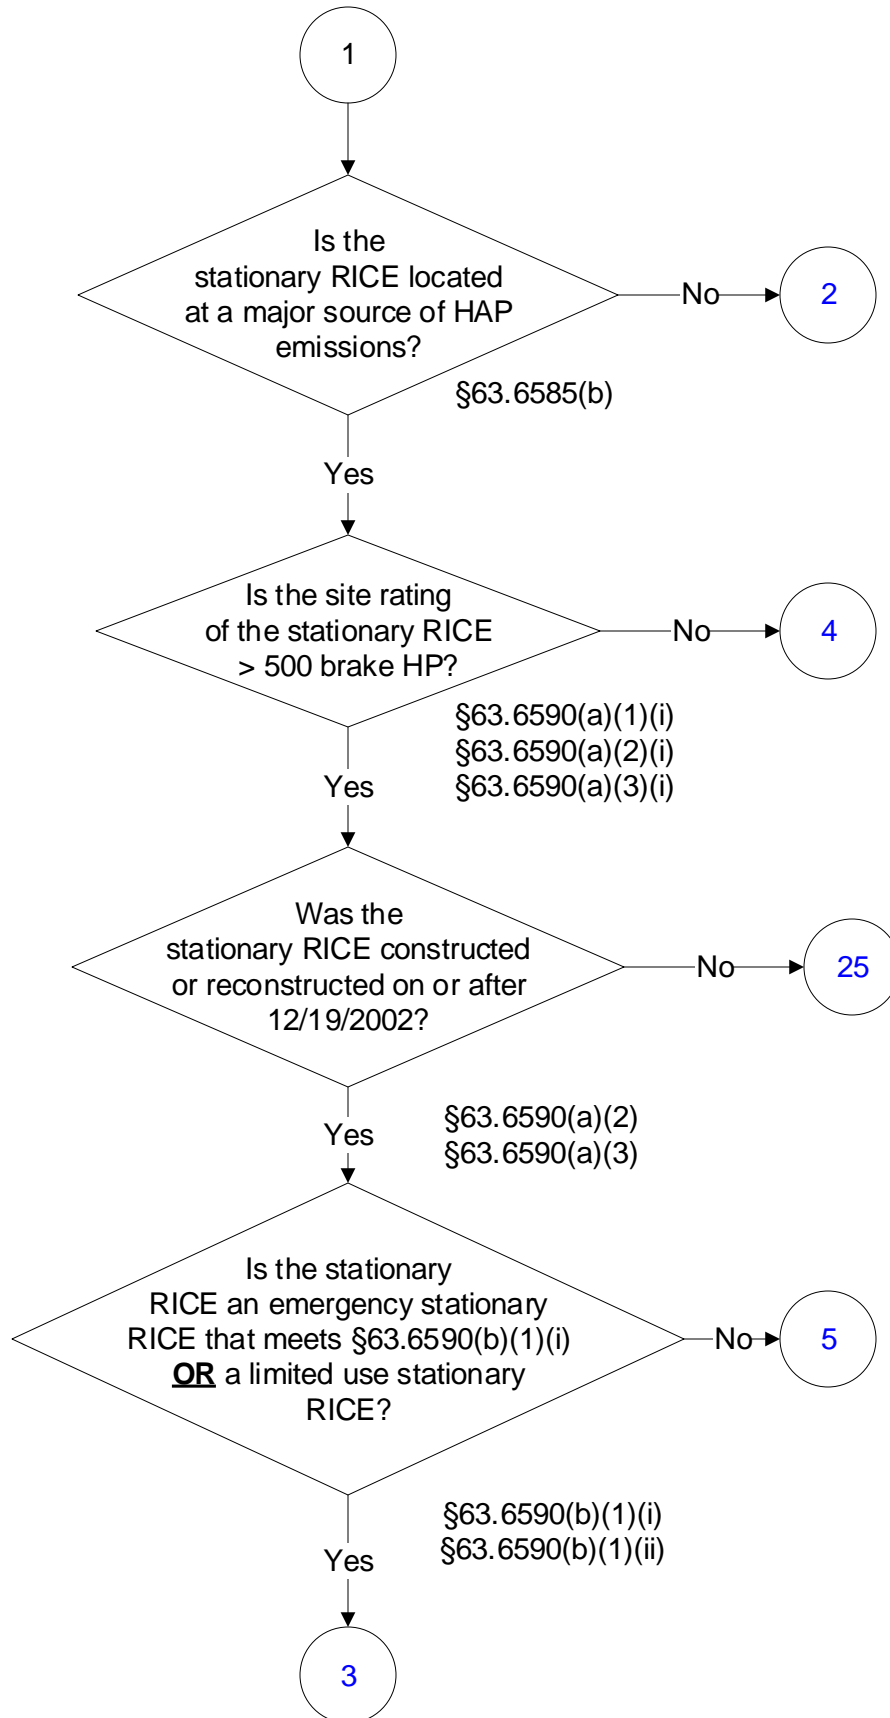 1
Is the
stationary RICE located
at a major source of HAP
emissions?
No
2
§63.6585(b)
Yes
Is the site rating
of the stationary RICE
> 500 brake HP?
No
4
§63.6590(a)(1)(i)
§63.6590(a)(2)(i)
§63.6590(a)(3)(i)
Yes
Was the
stationary RICE constructed
or reconstructed on or after
12/19/2002?
No
25
§63.6590(a)(2)
§63.6590(a)(3)
Yes
Is the stationary
RICE an emergency stationary
RICE that meets §63.6590(b)(1)(i)
OR a limited use stationary
RICE?
No
5
§63.6590(b)(1)(i)
§63.6590(b)(1)(ii)
Yes
3